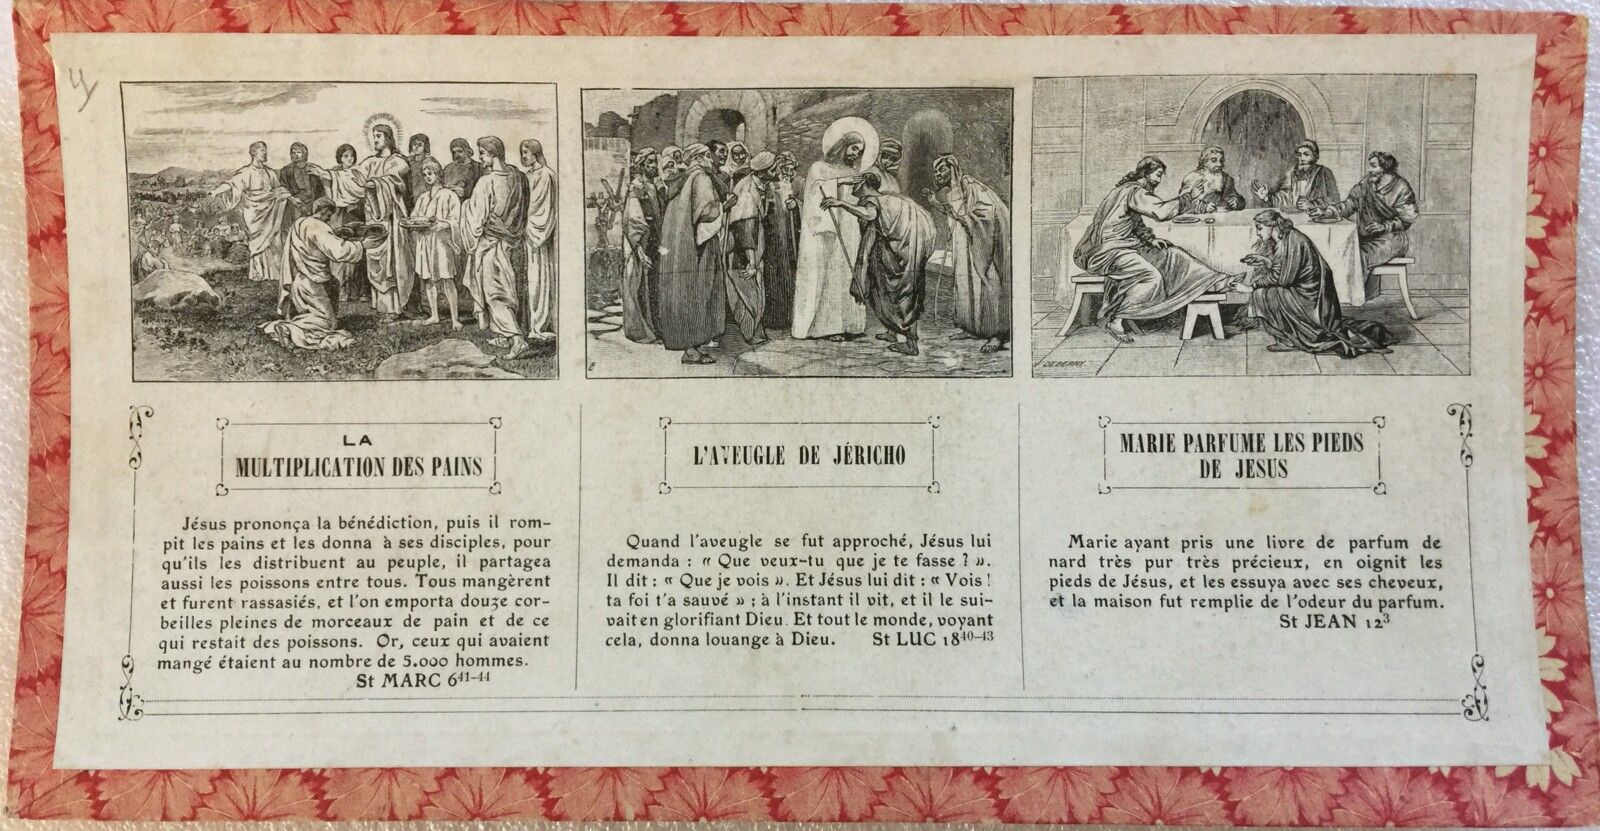 4
DEBERNY.
LA
MULTIPLICATION DES PAINS
Jésus prononça la bénédiction, puis il rom-
pit les pains et les donna à ses disciples, pour
qu'ils les distribuent au peuple, il partagea
aussi les poissons entre tous. Tous mangèrent
et furent rassasiés, et l'on emporta douze cor-
beilles pleines de morceaux de pain et de ce
qui restait des poissons. Or, ceux qui avaient
mangé étaient au nombre de 5.000 hommes.
St MARC 6⁴¹⁻⁴⁴
L'AVEUGLE DE JÉRICHO
Quand l'aveugle se fut approché, Jésus lui
demanda : « Que veux-tu que je te fasse ? ».
Il dit : « Que je vois ». Et Jésus lui dit : « Vois !
ta foi t'a sauvé » ; à l'instant il vit, et il le sui-
vait en glorifiant Dieu. Et tout le monde, voyant
cela, donna louange à Dieu. St LUC 18⁴⁰⁻⁴³
MARIE PARFUME LES PIEDS
DE JESUS
Marie ayant pris une livre de parfum de
nard très pur très précieux, en oignit les
pieds de Jésus, et les essuya avec ses cheveux,
et la maison fut remplie de l'odeur du parfum.
St JEAN 12³